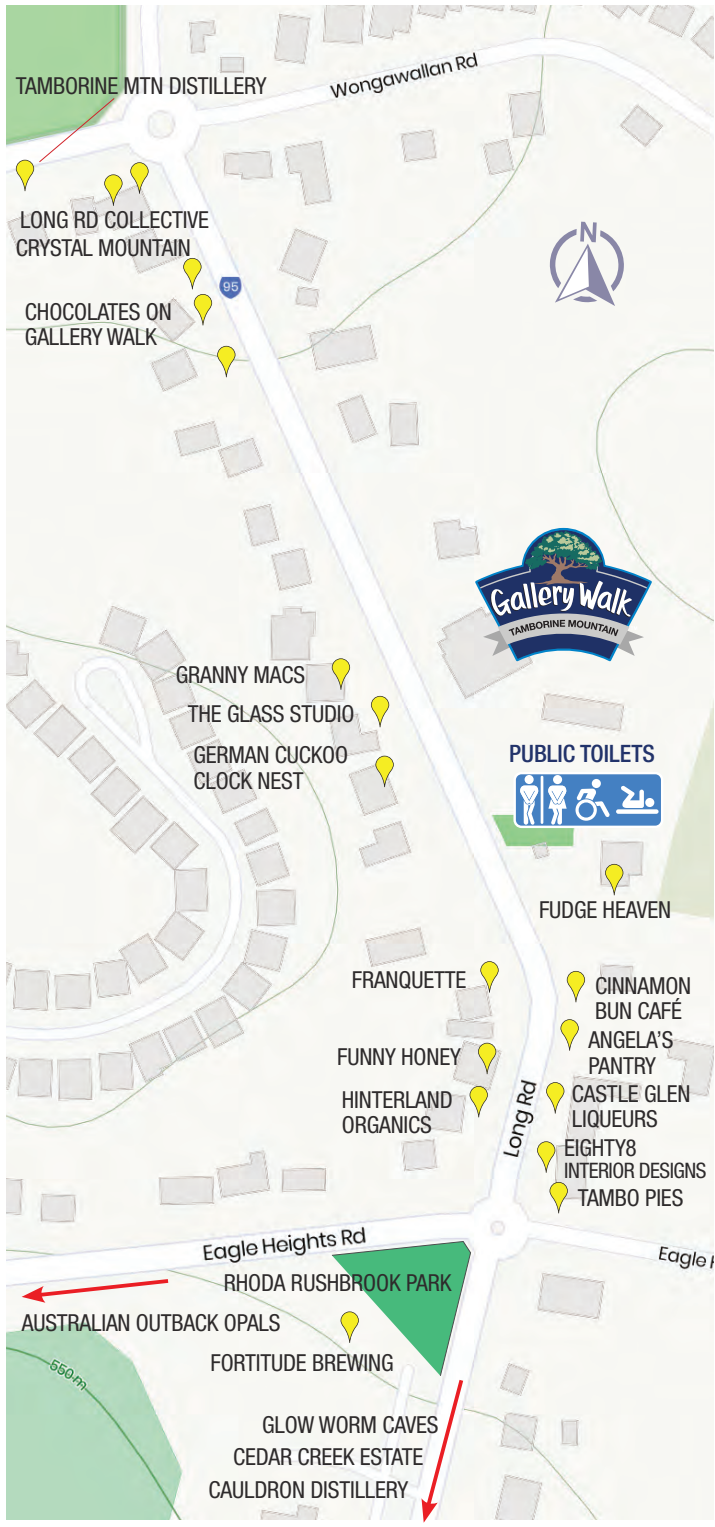 Wongawallan Rd
TAMBORINE MTN DISTILLERY
LONG RD COLLECTIVE
CRYSTAL MOUNTAIN
N
95
CHOCOLATES ON
GALLERY WALK
Gallery Walk
TAMBORINE MOUNTAIN
GRANNY MACS
THE GLASS STUDIO
GERMAN CUCKOO
CLOCK NEST
PUBLIC TOILETS
FUDGE HEAVEN
FRANQUETTE
CINNAMON
BUN CAFÉ
ANGELA'S
PANTRY
FUNNY HONEY
HINTERLAND
ORGANICS
CASTLE GLEN
LIQUEURS
Long Rd
EIGHTY8
INTERIOR DESIGNS
TAMBO PIES
Eagle Heights Rd
Eagle H
RHODA RUSHBROOK PARK
AUSTRALIAN OUTBACK OPALS
FORTITUDE BREWING
550 m
GLOW WORM CAVES
CEDAR CREEK ESTATE
CAULDRON DISTILLERY